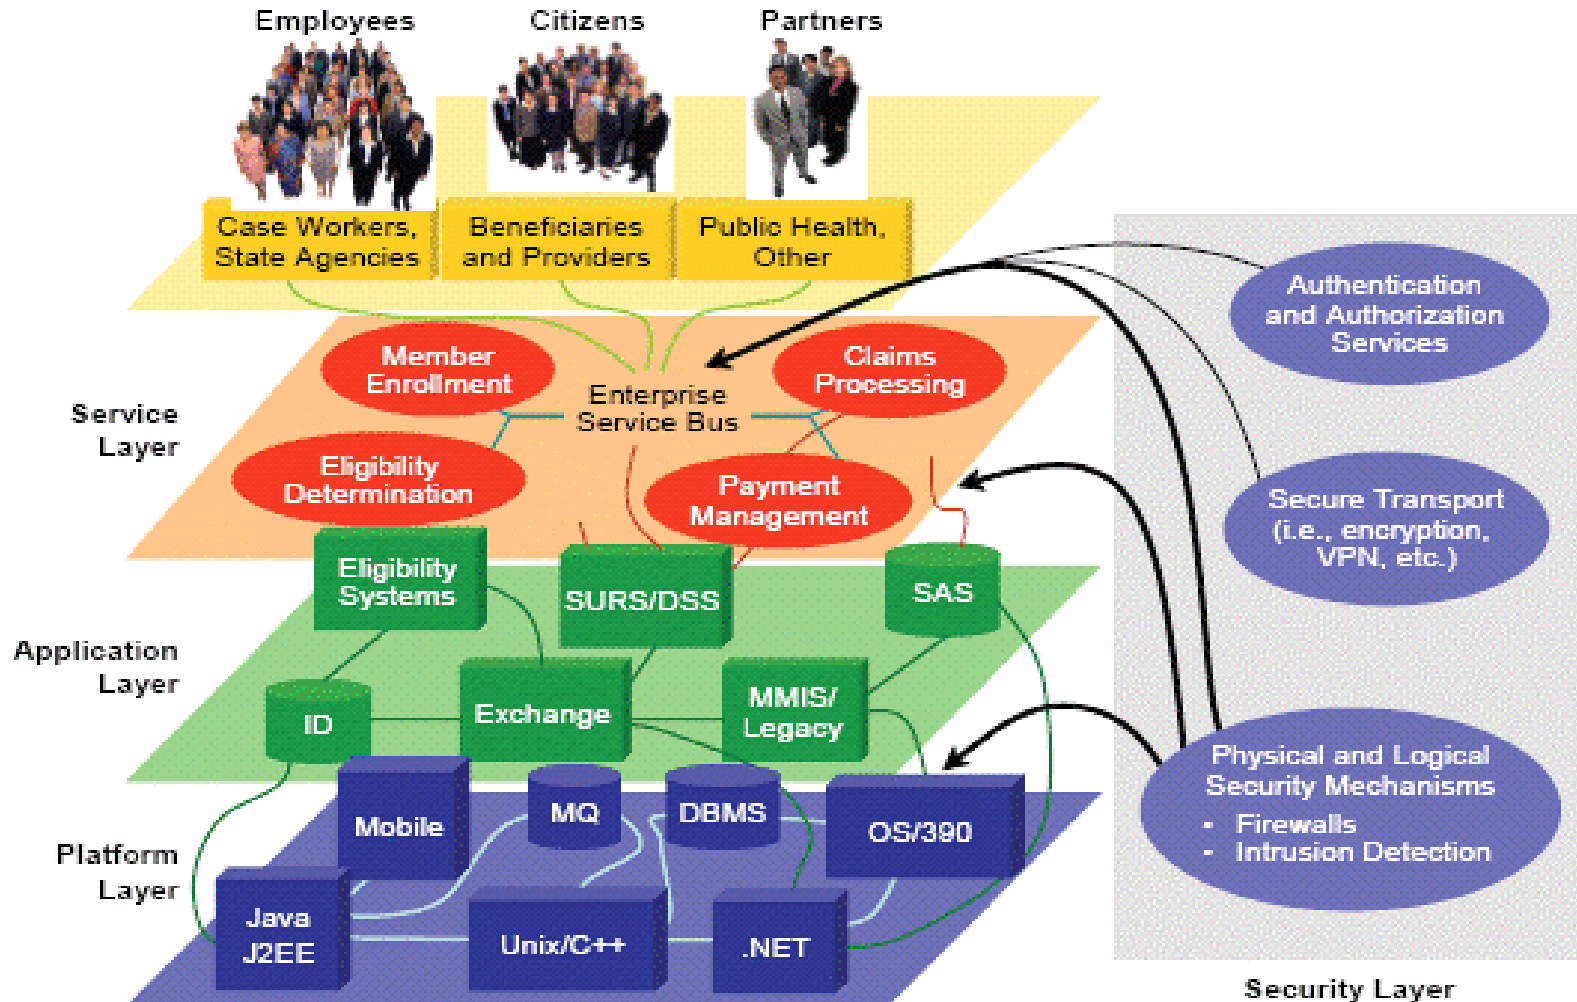 Employees
Citizens
Partners
Case Workers,
State Agencies
Beneficiaries
and Providers
Public Health,
Other
Service
Layer
Member
Enrollment
Claims
Processing
Enterprise
Service Bus
Eligibility
Determination
Payment
Management
Application
Layer
Eligibility
Systems
SURS/DSS
SAS
ID
Exchange
MMIS/
Legacy
Platform
Layer
Mobile
MQ
DBMS
OS/390
Java
J2EE
Unix/C++
.NET
Authentication
and Authorization
Services
Secure Transport
(i.e., encryption,
VPN, etc.)
Physical and Logical
Security Mechanisms
• Firewalls
• Intrusion Detection
Security Layer